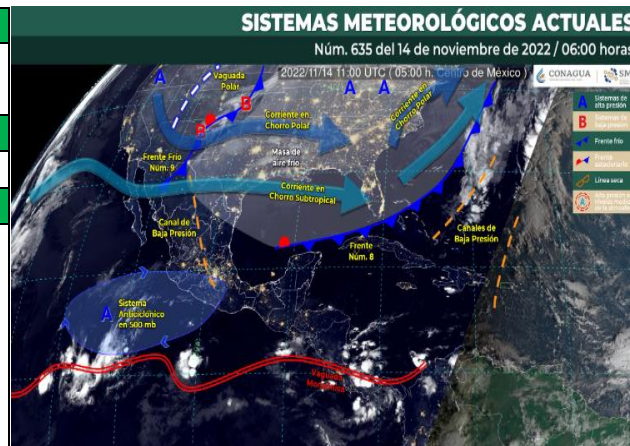 SISTEMAS METEOROLÓGICOS ACTUALES
Núm. 635 del 14 de noviembre de 2022 / 06:00 horas
2022/11/14 11:00 UTC ( 05:00 h. Centro de México )
CONAGUA
SM
A
Vaguada
Polar
A
A
B
B
Corriente en
Chorro Polar
Corriente en
Chorro Polar
Masa de
aire frío
Frente Frío
Núm. 9
Corriente en
Chorro Subtropical
Canal de
Baja Presión
Frente
Núm. 8
Canales de
Baja Presión
Sistema
Anticiclónico
en 500 mb
A
Vaguada
A
Sistemas de
alta presión
B
Sistemas de
baja presión
Frente frío
Frente
estacionario
Línea seca
A